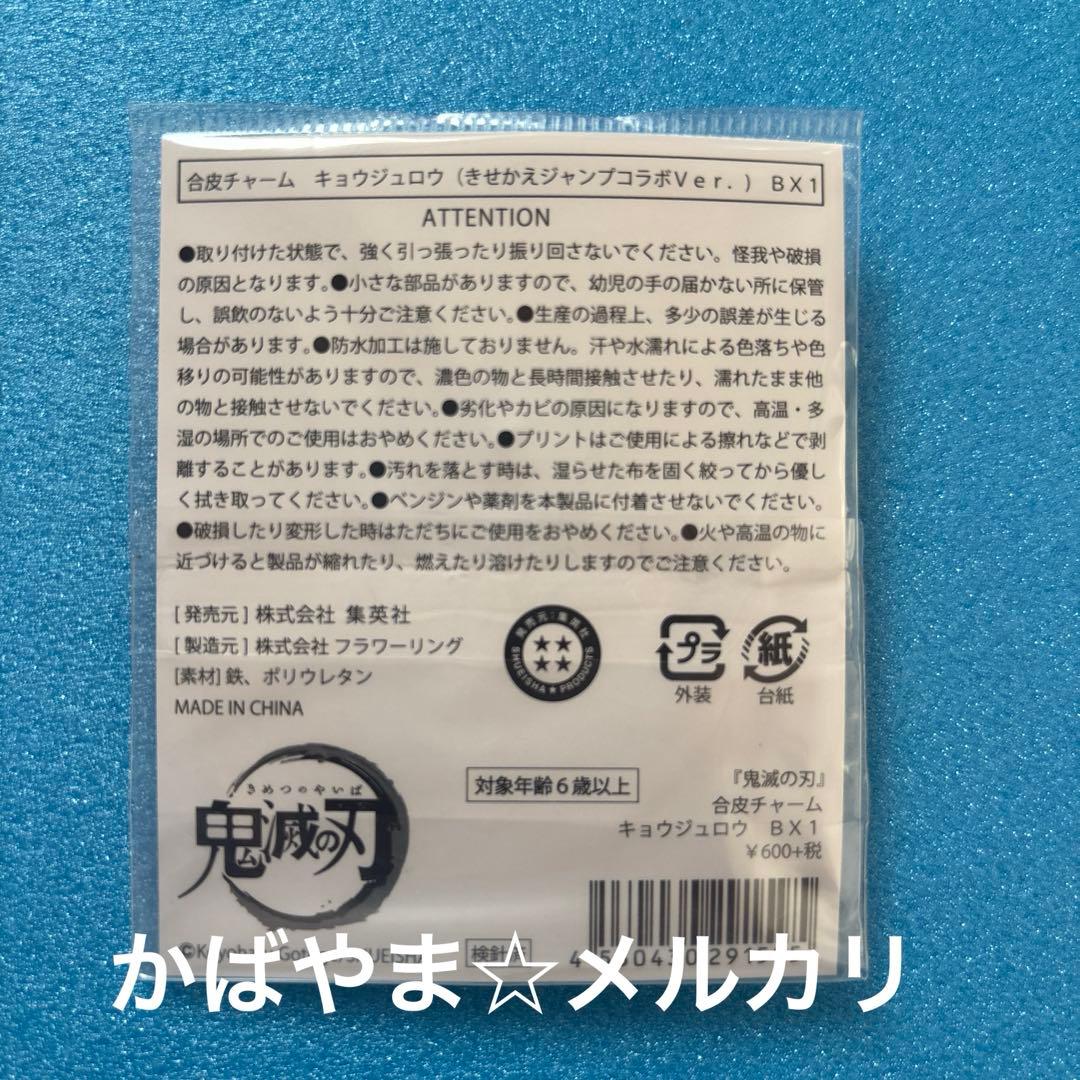 合皮チャーム キョウジュロウ(きせかえジャンプコラボVer.) BX1
ATTENTION
●取り付けた状態で、強く引っ張ったり振り回さないでください。怪我や破損
の原因となります。●小さな部品がありますので、幼児の手の届かない所に保管
し、誤飲のないよう十分ご注意ください。●生産の過程上、多少の誤差が生じる
場合があります。●防水加工は施しておりません。汗や水濡れによる色落ちや色
移りの可能性がありますので、濃色の物と長時間接触させたり、濡れたまま他
の物と接触させないでください。●劣化やカビの原因になりますので、高温・多
湿の場所でのご使用はおやめください。●プリントはご使用による擦れなどで剥
離することがあります。●汚れを落とす時は、湿らせた布を固く絞ってから優し
く拭き取ってください。●ベンジンや薬剤を本製品に付着させないでください。
●破損したり変形した時はただちにご使用をおやめください。●火や高温の物に
近づけると製品が縮れたり、燃えたり溶けたりしますのでご注意ください。
[発売元] 株式会社 集英社
[製造元] 株式会社フラワーリング
[素材] 鉄、ポリウレタン
MADE IN CHINA
発売元・集英社
SHUEISHA★PRODUCTS
プラ
外装
紙
台紙
きめつのやいば
鬼滅の刃
対象年齢6歳以上
『鬼滅の刃』
合皮チャーム
キョウジュロウ BX1
¥600+税
検針済
かばやま☆メルカリ